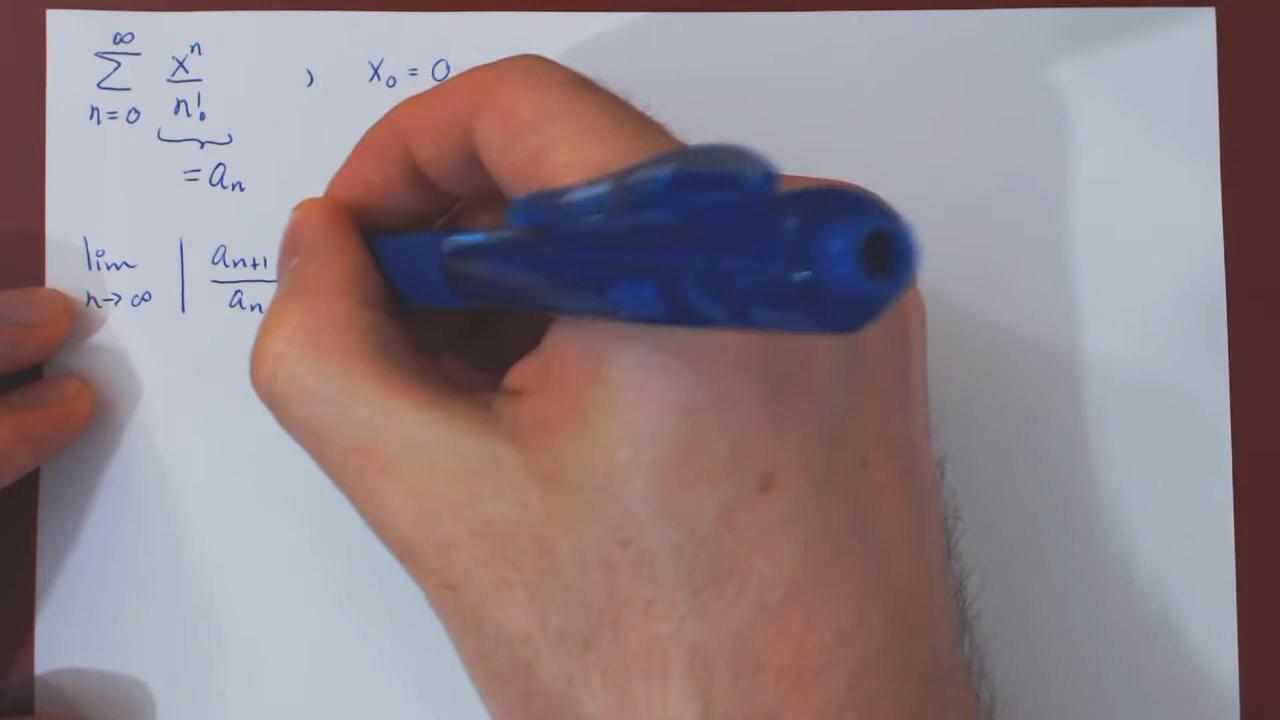 ∞
∑ xⁿ/n! , x₀ = 0
n=0
= aₙ
lim | aₙ₊₁/aₙ
n→∞